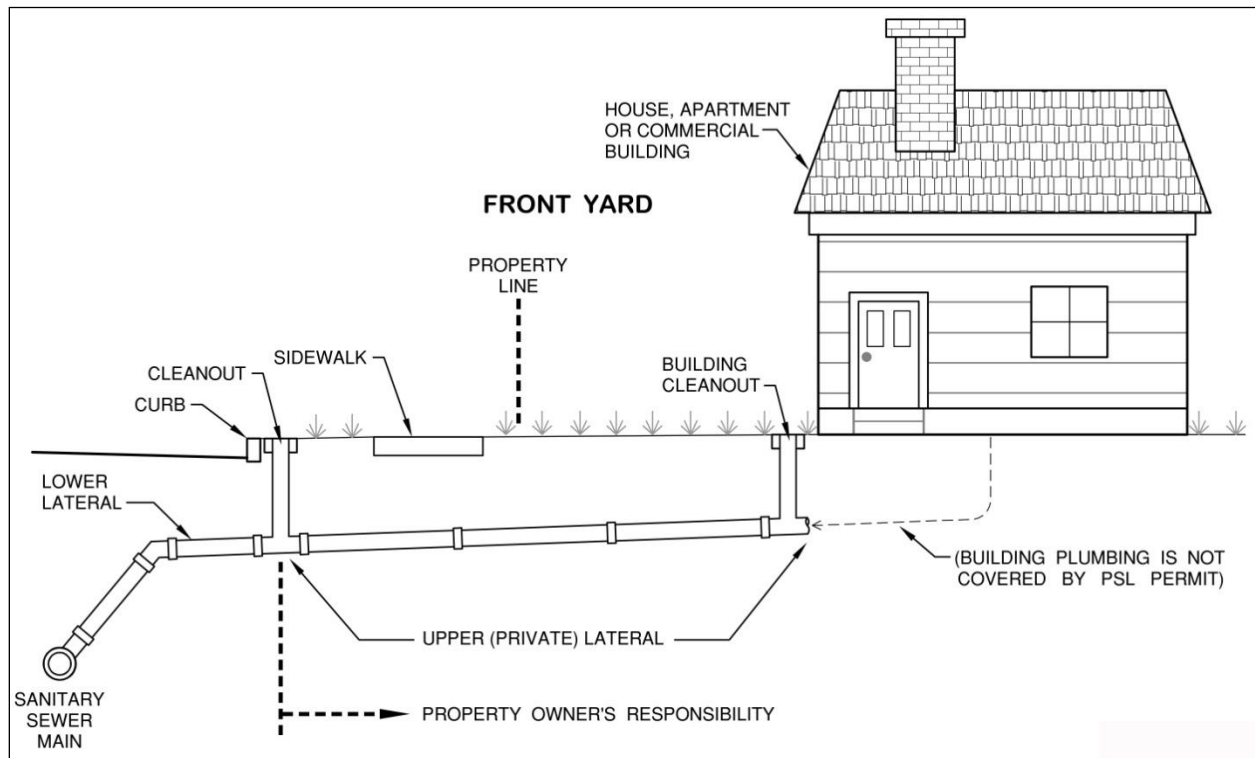 HOUSE, APARTMENT
OR COMMERCIAL
BUILDING
FRONT YARD
PROPERTY
LINE
SIDEWALK
BUILDING
CLEANOUT
CLEANOUT
CURB
LOWER
LATERAL
(BUILDING PLUMBING IS NOT
COVERED BY PSL PERMIT)
UPPER (PRIVATE) LATERAL
SANITARY
SEWER
MAIN
PROPERTY OWNER'S RESPONSIBILITY